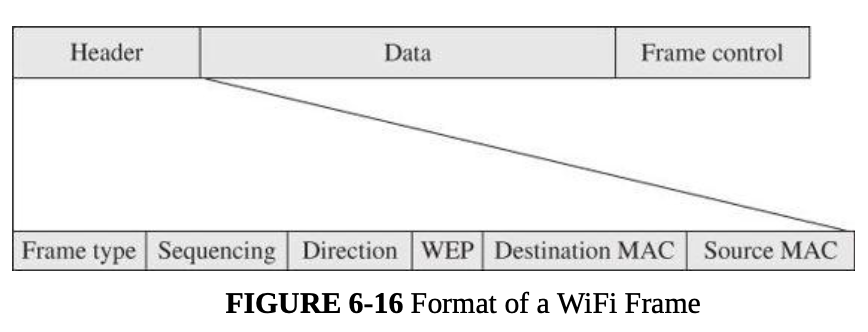 Header Data Frame control
Frame type Sequencing Direction WEP Destination MAC Source MAC
FIGURE 6-16 Format of a WiFi Frame